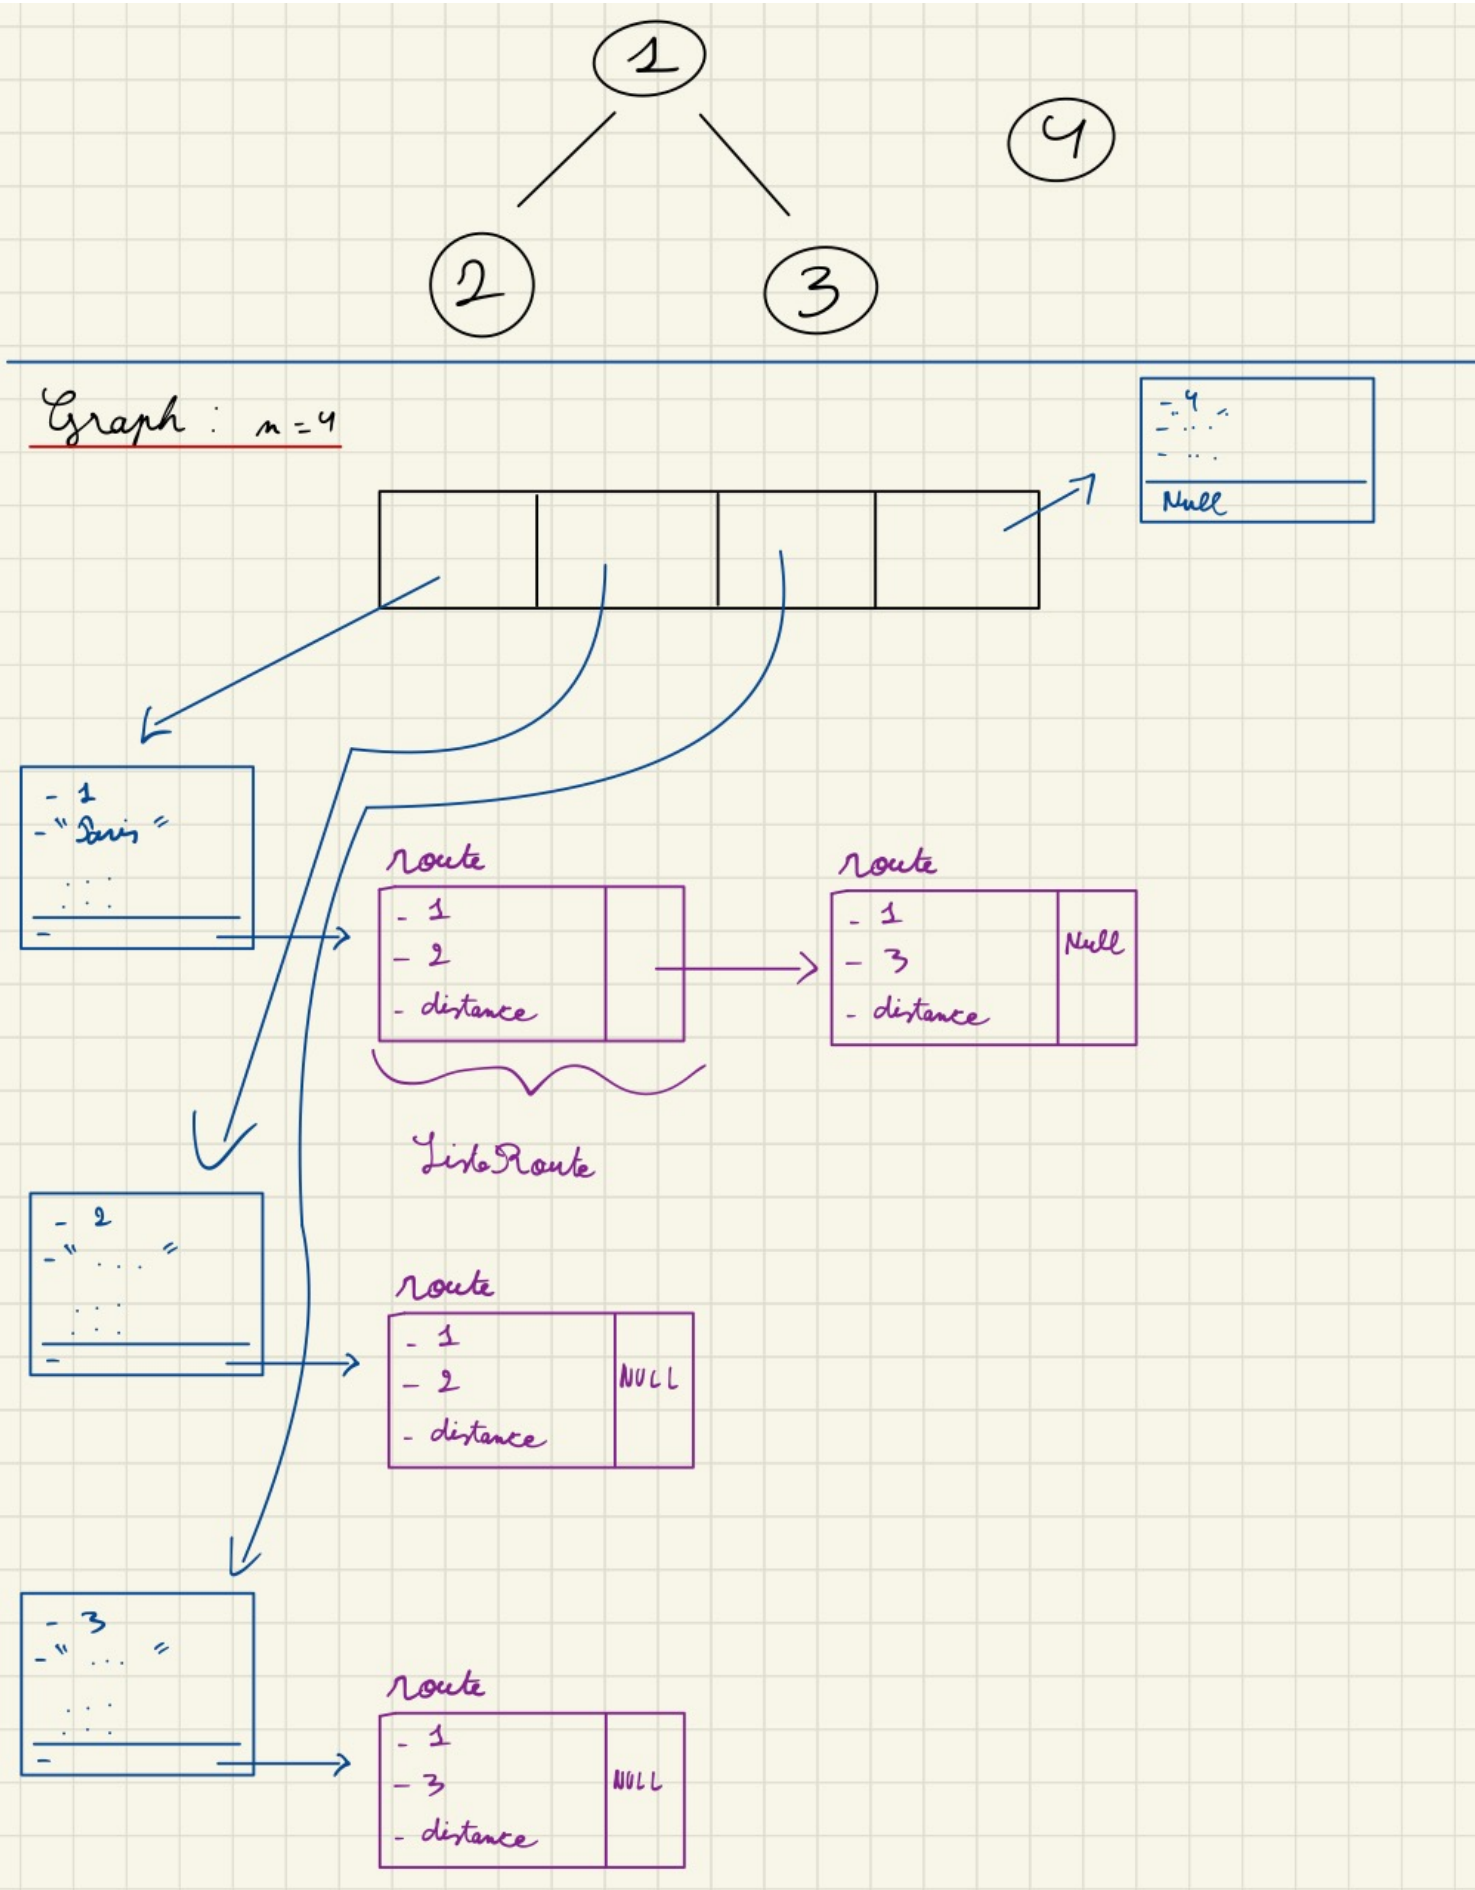 1
4
2
3
Graph : n=4
- 4 ...
- ...
- ...
Null
- 1
- "Paris"
...
...
-
route
- 1
- 2
- distance
route
- 1
- 3
- distance
Null
ListeRoute
- 2
- " ... "
...
...
-
route
- 1
- 2
- distance
NULL
- 3
- " ... "
...
...
-
route
- 1
- 3
- distance
NULL